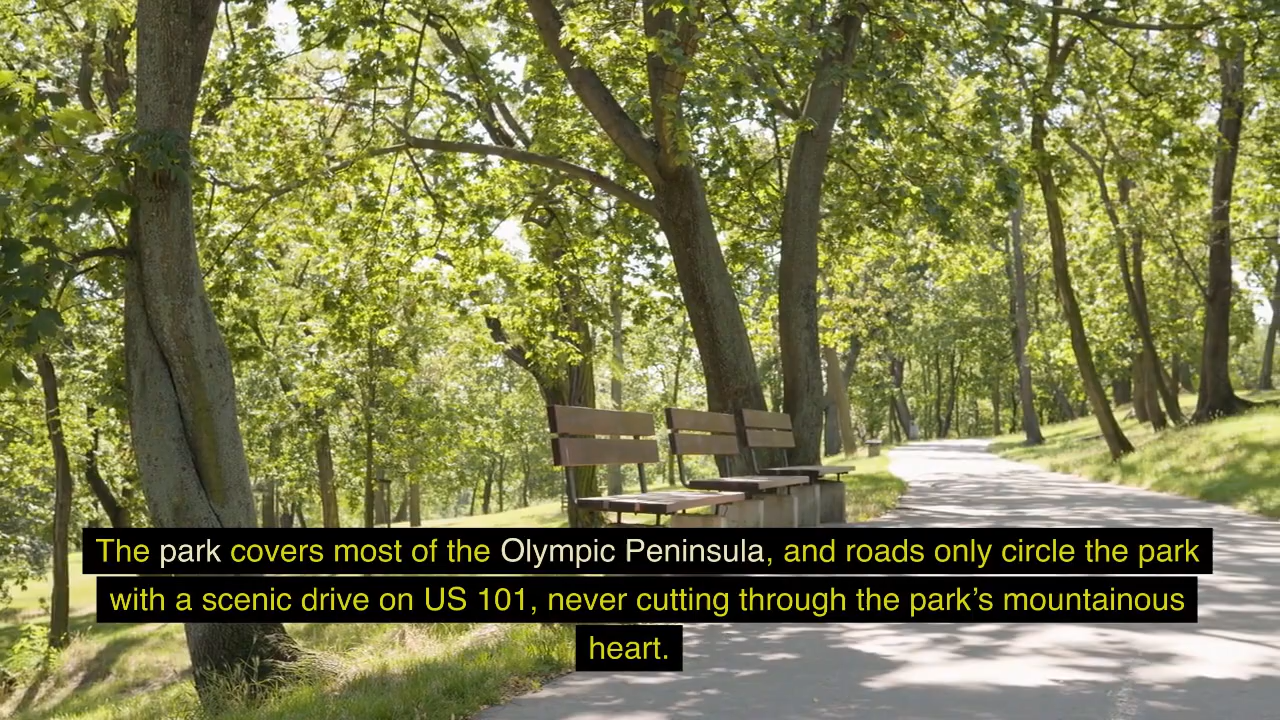 The park covers most of the Olympic Peninsula, and roads only circle the park
with a scenic drive on US 101, never cutting through the park’s mountainous
heart.